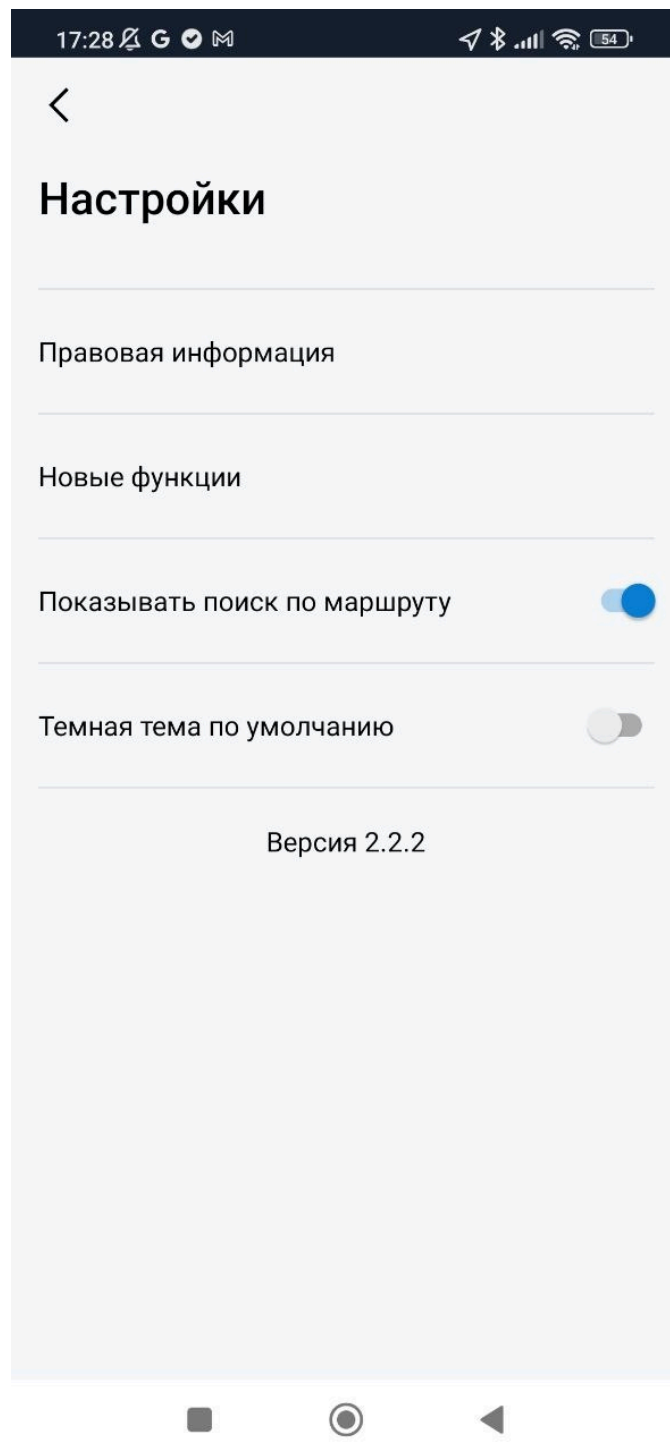 17:28 G 54
Настройки
Правовая информация
Новые функции
Показывать поиск по маршруту
Темная тема по умолчанию
Версия 2.2.2